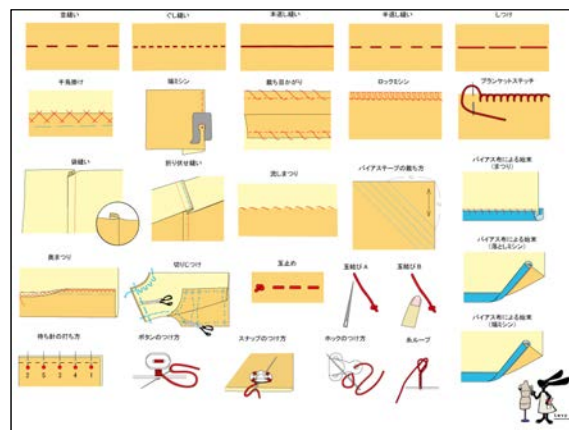 並縫い
ぐし縫い
本返し縫い
半返し縫い
しつけ
千鳥掛け
端ミシン
裁ち目かがり
ロックミシン
ブランケットステッチ
袋縫い
折り伏せ縫い
流しまつり
バイアステープの裁ち方
バイアス布による始末
(まつり)
奥まつり
切りじつけ
玉止め
玉結びA
玉結びB
バイアス布による始末
(落としミシン)
待ち針の打ち方
2 5 3 4 1
ボタンのつけ方
スナップのつけ方
ホックのつけ方
糸ループ
バイアス布による始末
(端ミシン)